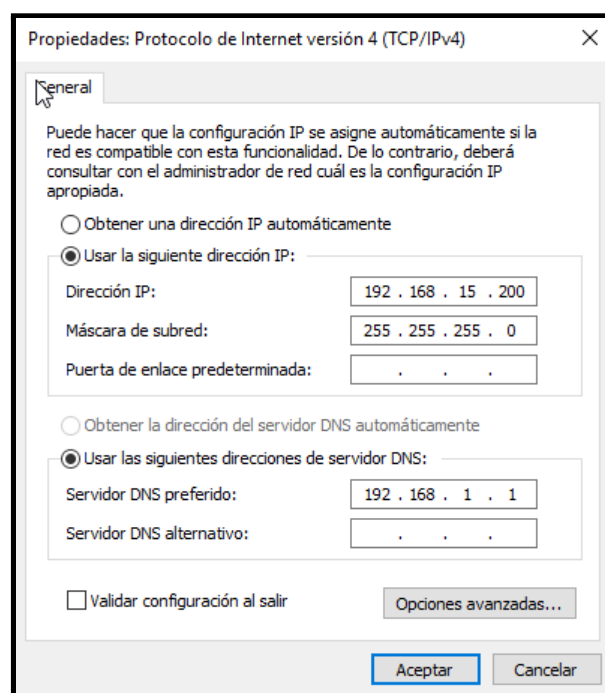 Propiedades: Protocolo de Internet versión 4 (TCP/IPv4)
General
Puede hacer que la configuración IP se asigne automáticamente si la
red es compatible con esta funcionalidad. De lo contrario, deberá
consultar con el administrador de red cuál es la configuración IP
apropiada.
Obtener una dirección IP automáticamente
Usar la siguiente dirección IP:
Dirección IP: 192 . 168 . 15 . 200
Máscara de subred: 255 . 255 . 255 . 0
Puerta de enlace predeterminada: . . .
Obtener la dirección del servidor DNS automáticamente
Usar las siguientes direcciones de servidor DNS:
Servidor DNS preferido: 192 . 168 . 1 . 1
Servidor DNS alternativo: . . .
Validar configuración al salir Opciones avanzadas...
Aceptar Cancelar